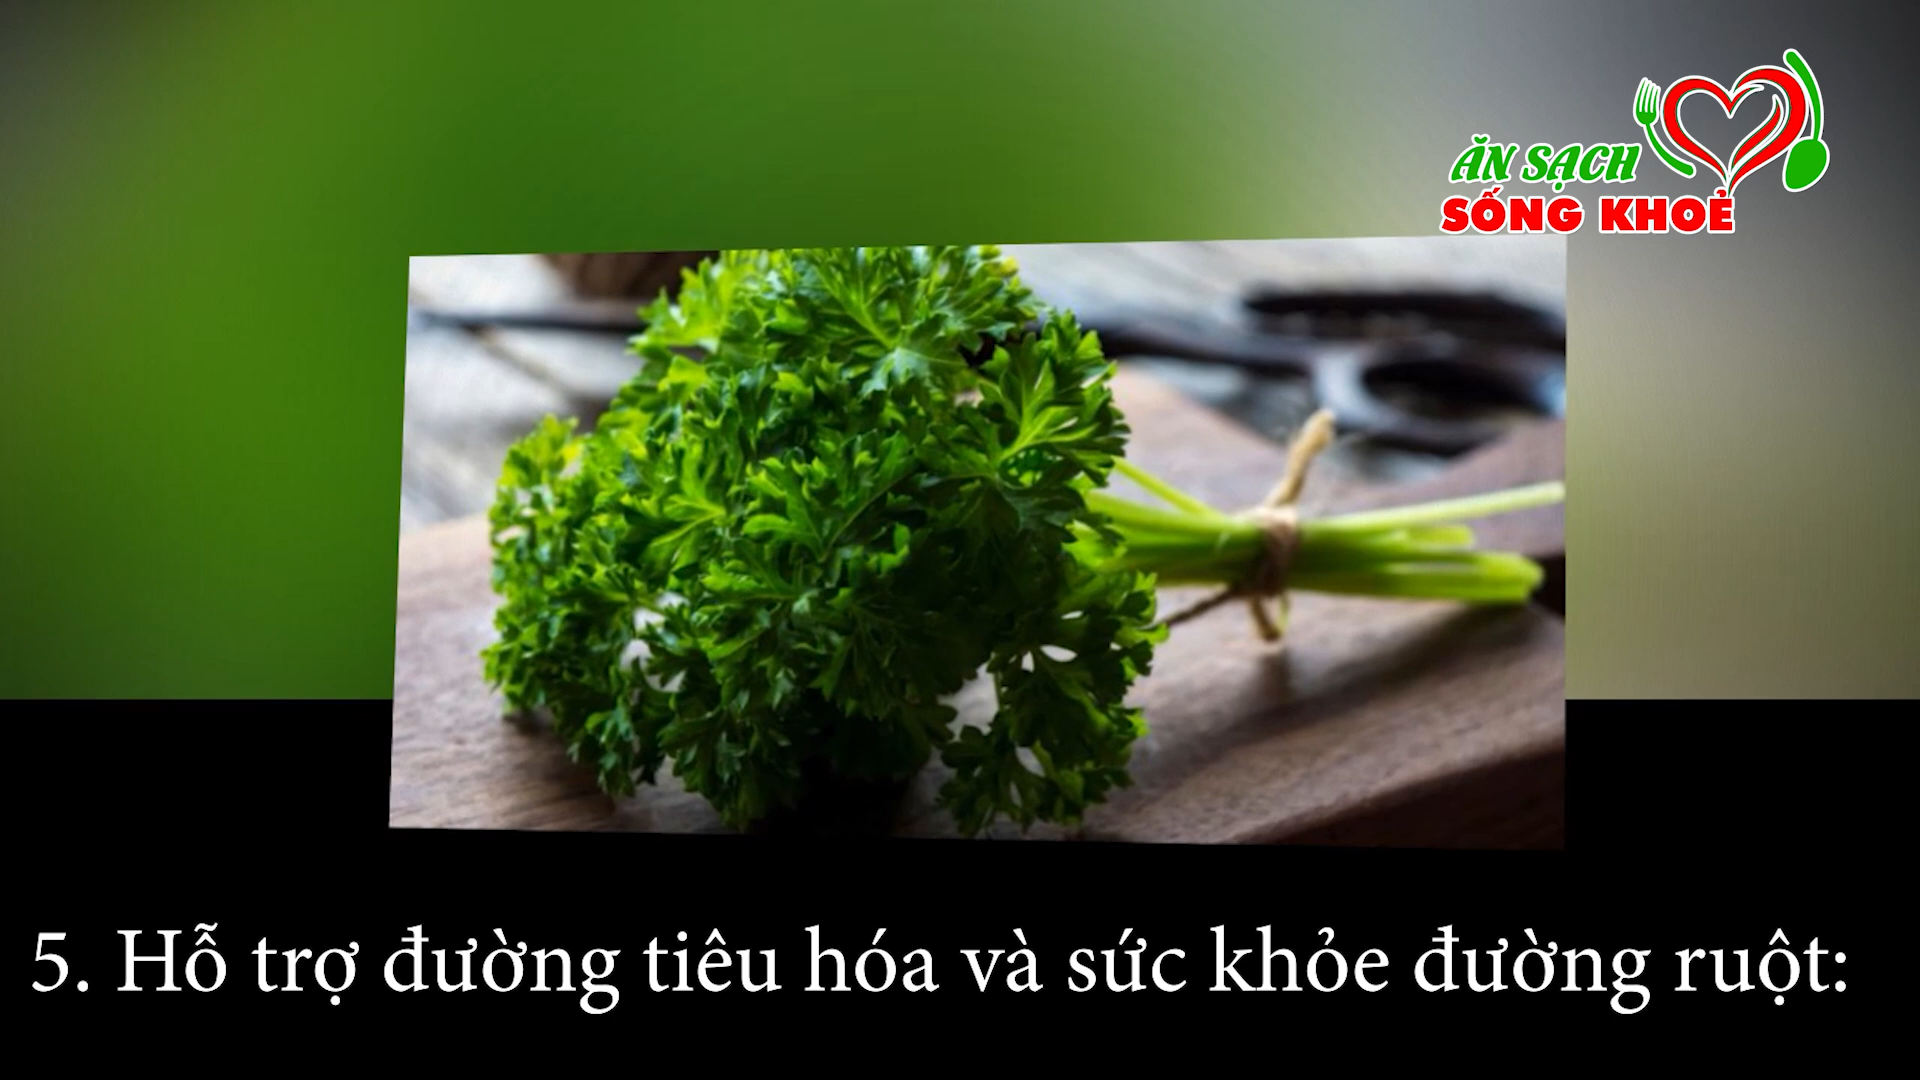 ĂN SẠCH
SỐNG KHOẺ
5. Hỗ trợ đường tiêu hóa và sức khỏe đường ruột: